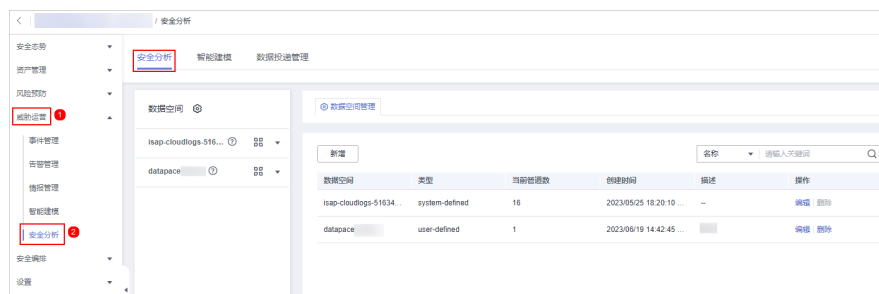 / 安全分析
安全态势
资产管理
风险预防
威胁运营 1
事件管理
告警管理
情报管理
智能建模
安全分析 2
安全编排
设置
安全分析 智能建模 数据投递管理
数据空间
isap-cloudlogs-516...
datapace
数据空间管理
新增 名称 请输入关键词
数据空间 类型 当前管道数 创建时间 描述 操作
isap-cloudlogs-51634... system-defined 16 2023/05/25 18:20:10 ... -- 编辑 删除
datapace user-defined 1 2023/06/19 14:42:45 ... 编辑 删除